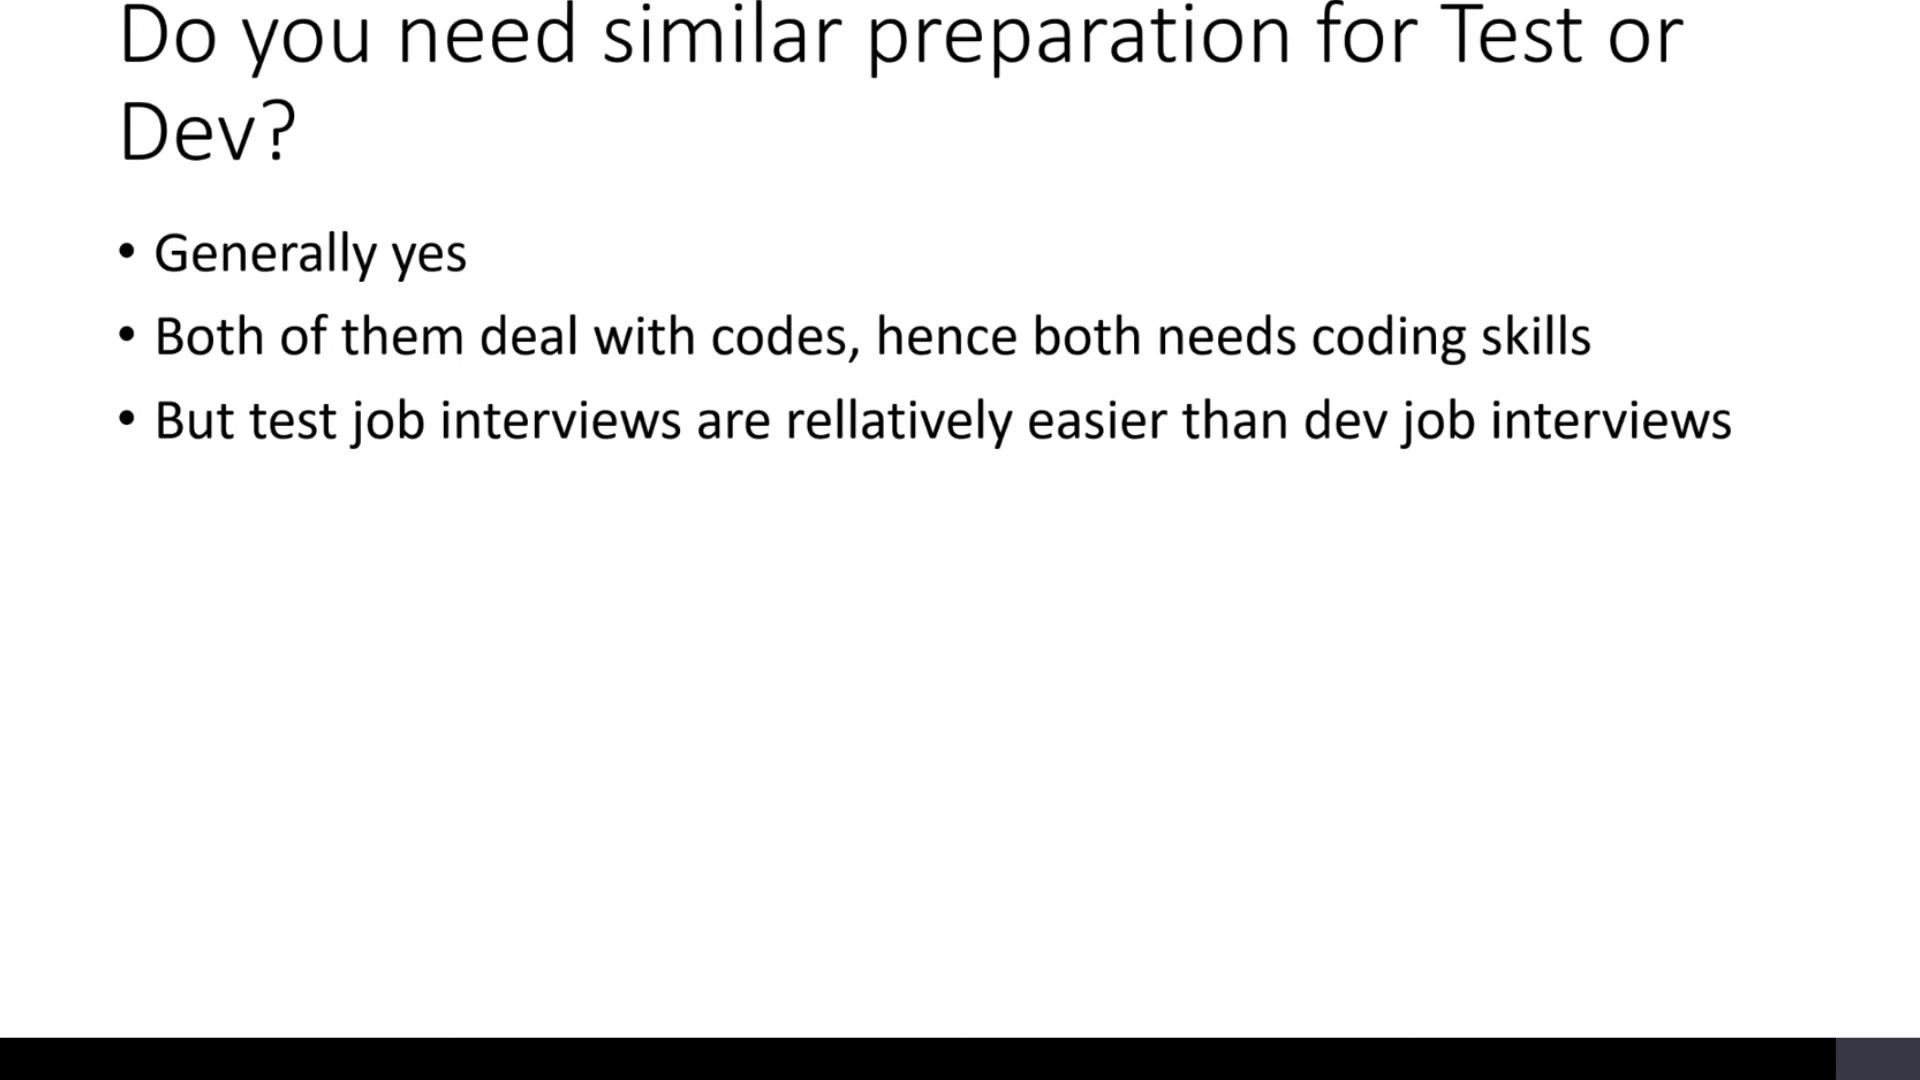 Do you need similar preparation for Test or
Dev?
• Generally yes
• Both of them deal with codes, hence both needs coding skills
• But test job interviews are rellatively easier than dev job interviews